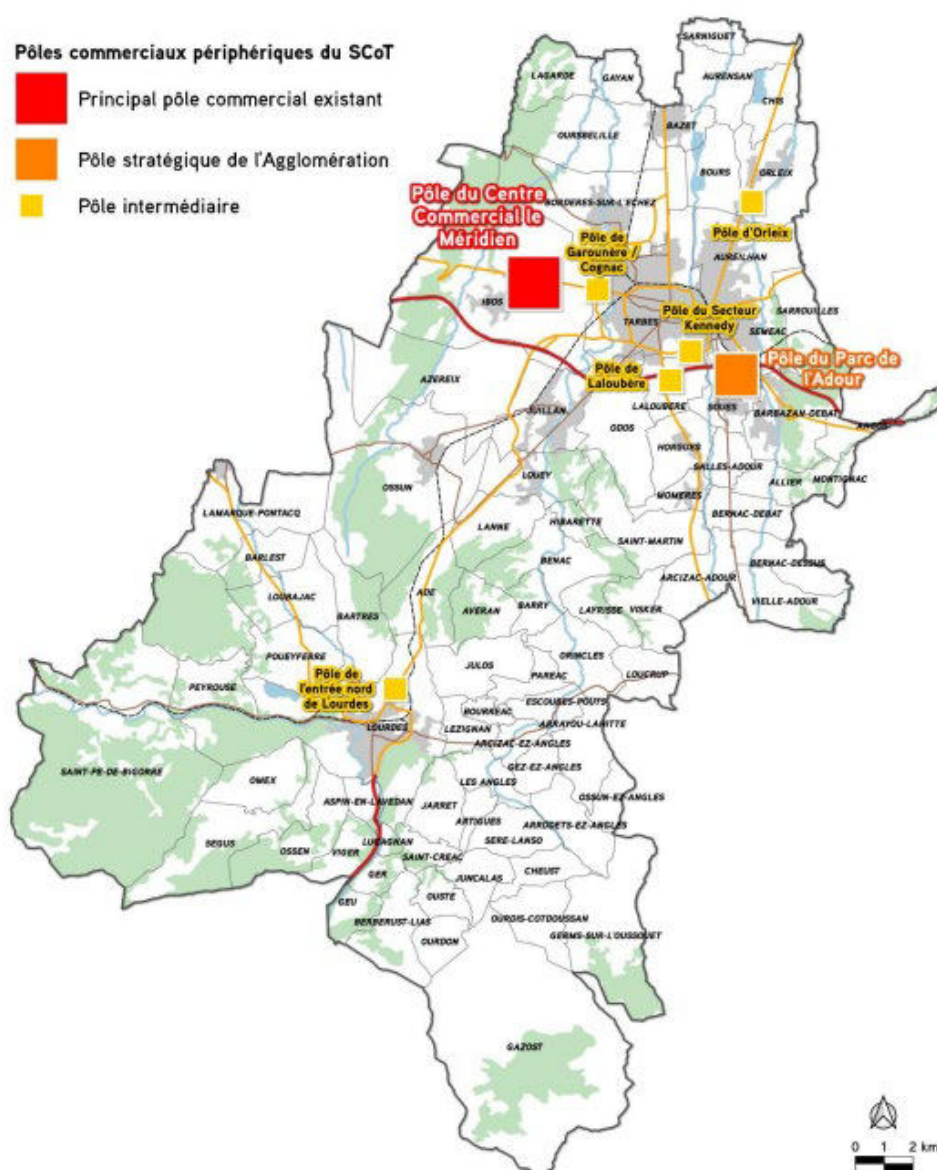 Pôles commerciaux périphériques du SCoT
Principal pôle commercial existant
Pôle stratégique de l'Agglomération
Pôle intermédiaire
SARNIGUET
LAGARDE
GAYAN
AURENSAN
CHIS
OURSBELILLE
BAZET
BOURS
ORLEIX
Pôle du Centre
Commercial le
Méridien
BORDERES-SUR-L'ECHEZ
Pôle de
Garounère /
Cognac
Pôle d'Orleix
AUREILHAN
IBOS
TARBES
SARROUILLES
Pôle du Secteur
Kennedy
SEMEAC
Pôle de
Laloubère
Pôle du Parc de
l'Adour
AZEREIX
JUILLAN
LALOUBERE
SOUES
BARBAZAN-DEBAT
ANGOS
ODOS
HORGUES
SALLES-ADOUR
OSSUN
LOUEY
ALLIER
MONTIGNAC
MOMERES
BERNAC-DEBAT
LAMARQUE-PONTACQ
LANNE
HIBARETTE
SAINT-MARTIN
BARLEST
BENAC
BERNAC-DESSUS
LOUBAJAC
ADE
ARCIZAC-ADOUR
BARTRES
AVERAN
BARRY
LAYRISSE
VISKER
VIELLE-ADOUR
POUEYFERRE
ORINCLES
JULOS
PAREAC
LOUCRUP
PEYROUSE
Pôle de
l'entrée nord
de Lourdes
ESCOUBES-POUTS
BOURREAC
LOURDES
LEZIGNAN
ARRAYOU-LAHITTE
ARCIZAC-EZ-ANGLES
GEZ-EZ-ANGLES
SAINT-PE-DE-BIGORRE
OMEX
LES ANGLES
ASPIN-EN-LAVEDAN
JARRET
OSSUN-EZ-ANGLES
ARTIGUES
ARRODETS-EZ-ANGLES
SEGUS
OSSEN
VIGER
LUGAGNAN
SERE-LANSO
SAINT-CREAC
GER
JUNCALAS
CHEUST
GEU
OUSTE
BERBERUST-LIAS
OURDIS-COTDOUSSAN
OURDON
GERMS-SUR-L'OUSSOUET
GAZOST
0 1 2 km